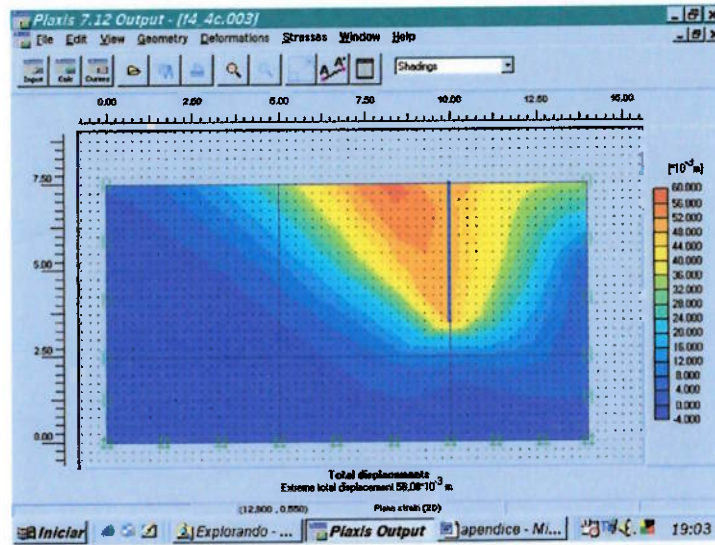 Plaxis 7.12 Output - [f4_4c.003]
File Edit View Geometry Deformations Stresses Window Help
Input Calc Curves Shadings
0.00 2.50 5.00 7.50 10.00 12.50 15.00
[*10-3 m]
7.50
5.00
2.50
0.00
60.000
56.000
52.000
48.000
44.000
40.000
36.000
32.000
28.000
24.000
20.000
16.000
12.000
8.000
4.000
0.000
-4.000
Total displacements
Extreme total displacement 58,08*10-3 m
Plane strain (2D)
Iniciar Explorando - ... Plaxis Output apendice - Mi... 19:03